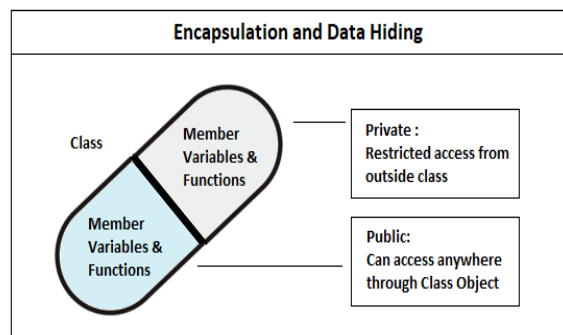 Encapsulation and Data Hiding
Class
Member
Variables &
Functions
Member
Variables &
Functions
Private :
Restricted access from
outside class
Public:
Can access anywhere
through Class Object